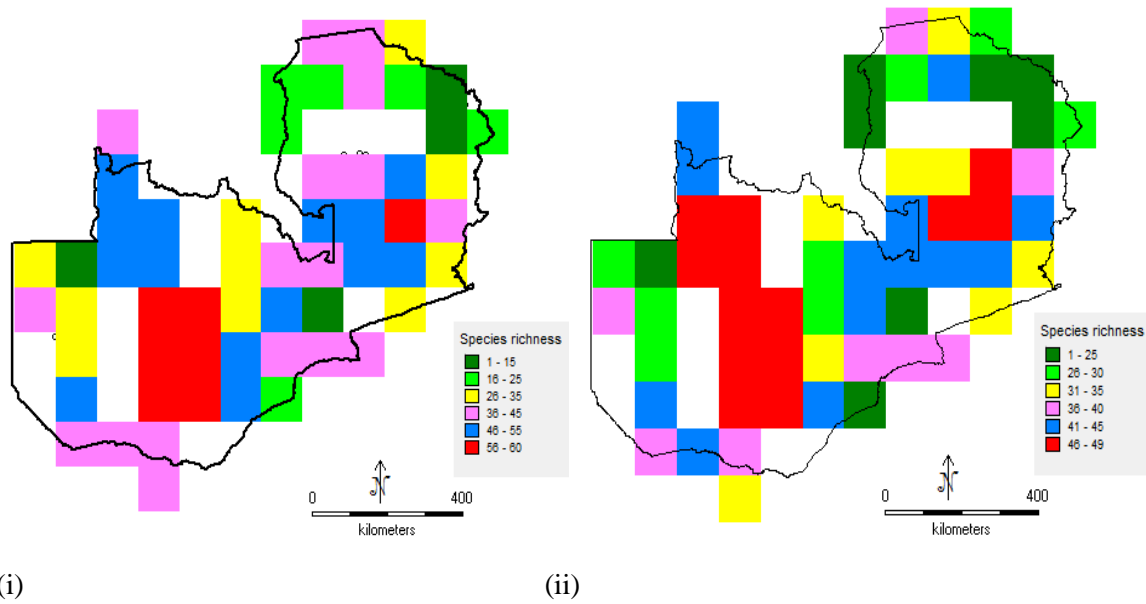 Species richness
1 - 15
16 - 25
26 - 35
36 - 45
46 - 55
56 - 60
N
0 400
kilometers
Species richness
1 - 25
26 - 30
31 - 35
36 - 40
41 - 45
46 - 49
N
0 400
kilometers
(i) (ii)